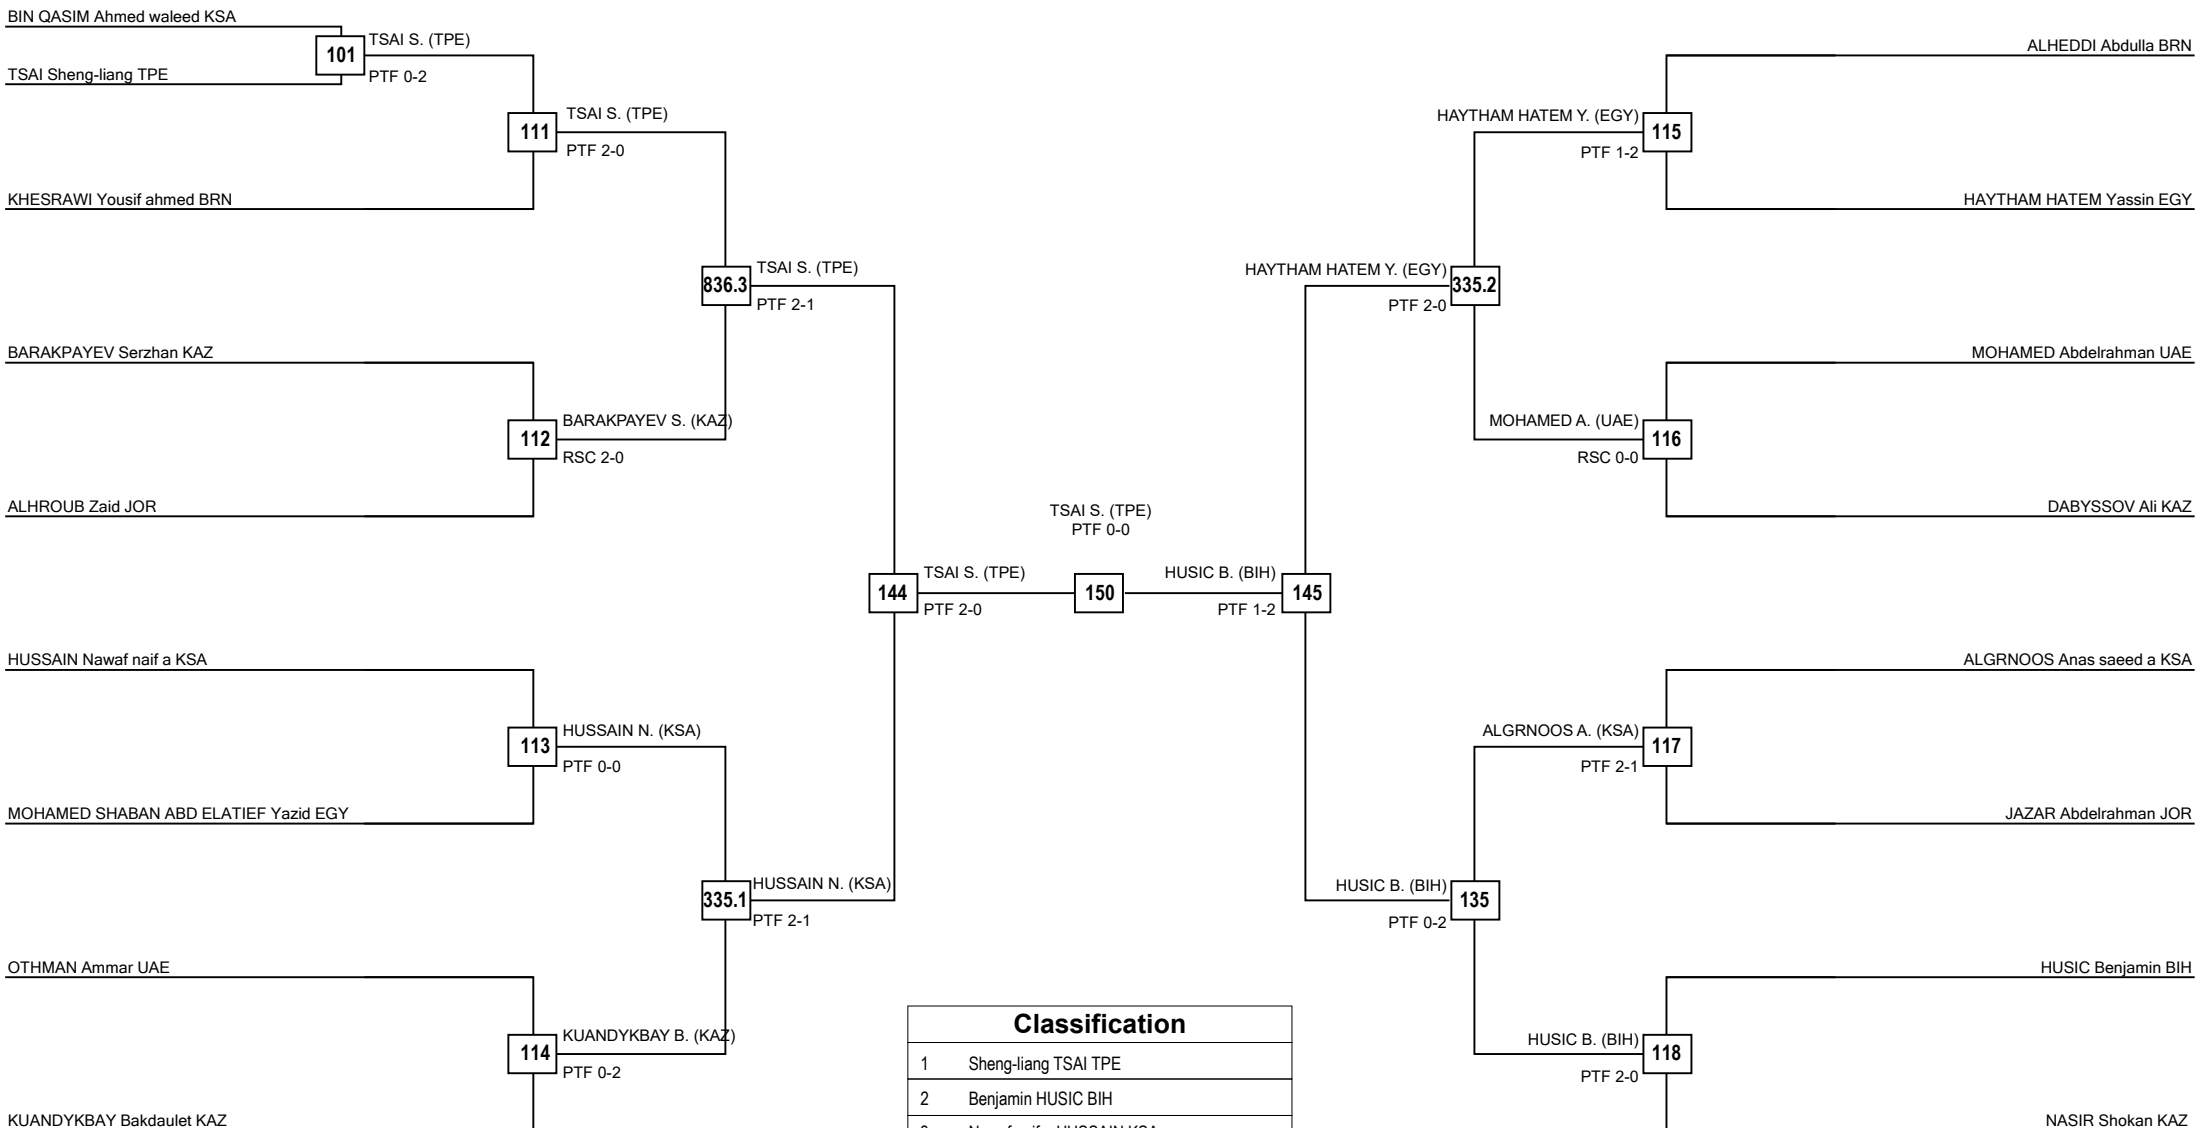 BIN QASIM Ahmed waleed KSA
101
TSAI S. (TPE)
PTF 0-2
TSAI Sheng-liang TPE
111
TSAI S. (TPE)
PTF 2-0
KHESRAWI Yousif ahmed BRN
836.3
TSAI S. (TPE)
PTF 2-1
BARAKPAYEV Serzhan KAZ
112
BARAKPAYEV S. (KAZ)
RSC 2-0
ALHROUB Zaid JOR
144
TSAI S. (TPE)
PTF 2-0
HUSSAIN Nawaf naif a KSA
113
HUSSAIN N. (KSA)
PTF 0-0
MOHAMED SHABAN ABD ELATIEF Yazid EGY
335.1
HUSSAIN N. (KSA)
PTF 2-1
OTHMAN Ammar UAE
114
KUANDYKBAY B. (KAZ)
PTF 0-2
KUANDYKBAY Bakdaulet KAZ
TSAI S. (TPE)
PTF 0-0
150
ALHEDDI Abdulla BRN
HAYTHAM HATEM Y. (EGY)
115
PTF 1-2
HAYTHAM HATEM Yassin EGY
HAYTHAM HATEM Y. (EGY)
335.2
PTF 2-0
MOHAMED Abdelrahman UAE
MOHAMED A. (UAE)
116
RSC 0-0
DABYSSOV Ali KAZ
HUSIC B. (BIH)
145
PTF 1-2
ALGRNOOS Anas saeed a KSA
ALGRNOOS A. (KSA)
117
PTF 2-1
JAZAR Abdelrahman JOR
HUSIC B. (BIH)
135
PTF 0-2
HUSIC Benjamin BIH
HUSIC B. (BIH)
118
PTF 2-0
NASIR Shokan KAZ
Classification
1 Sheng-liang TSAI TPE
2 Benjamin HUSIC BIH